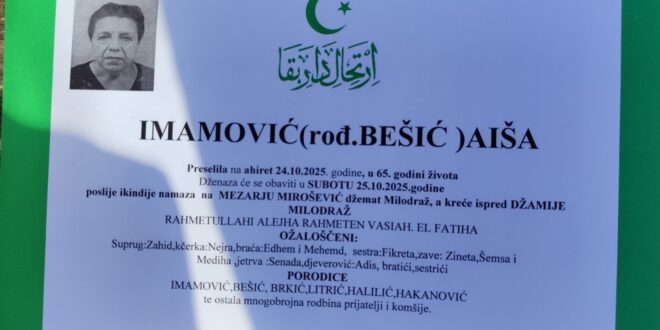 ارتحال دار بقا
IMAMOVIĆ(rođ.BEŠIĆ )AIŠA
Preselila na ahiret 24.10.2025. godine, u 65. godini života
Dženaza će se obaviti u SUBOTU 25.10.2025.godine
poslije ikindije namaza na MEZARJU MIROŠEVIĆ džemat Milodraž, a kreće ispred DŽAMIJE
MILODRAŽ
RAHMETULLAHI ALEJHA RAHMETEN VASIAH. EL FATIHA
OŽALOŠĆENI:
Suprug:Zahid,kčerka:Nejra,braća:Edhem i Mehemd, sestra:Fikreta,zave: Zineta,Šemsa i
Mediha ,jetrva :Senada,djeverović:Adis, bratići,sestrići
PORODICE
IMAMOVIĆ,BEŠIĆ, BRKIĆ,LITRIĆ,HALILIĆ,HAKANOVIĆ
te ostala mnogobrojna rodbina prijatelji i komšije.